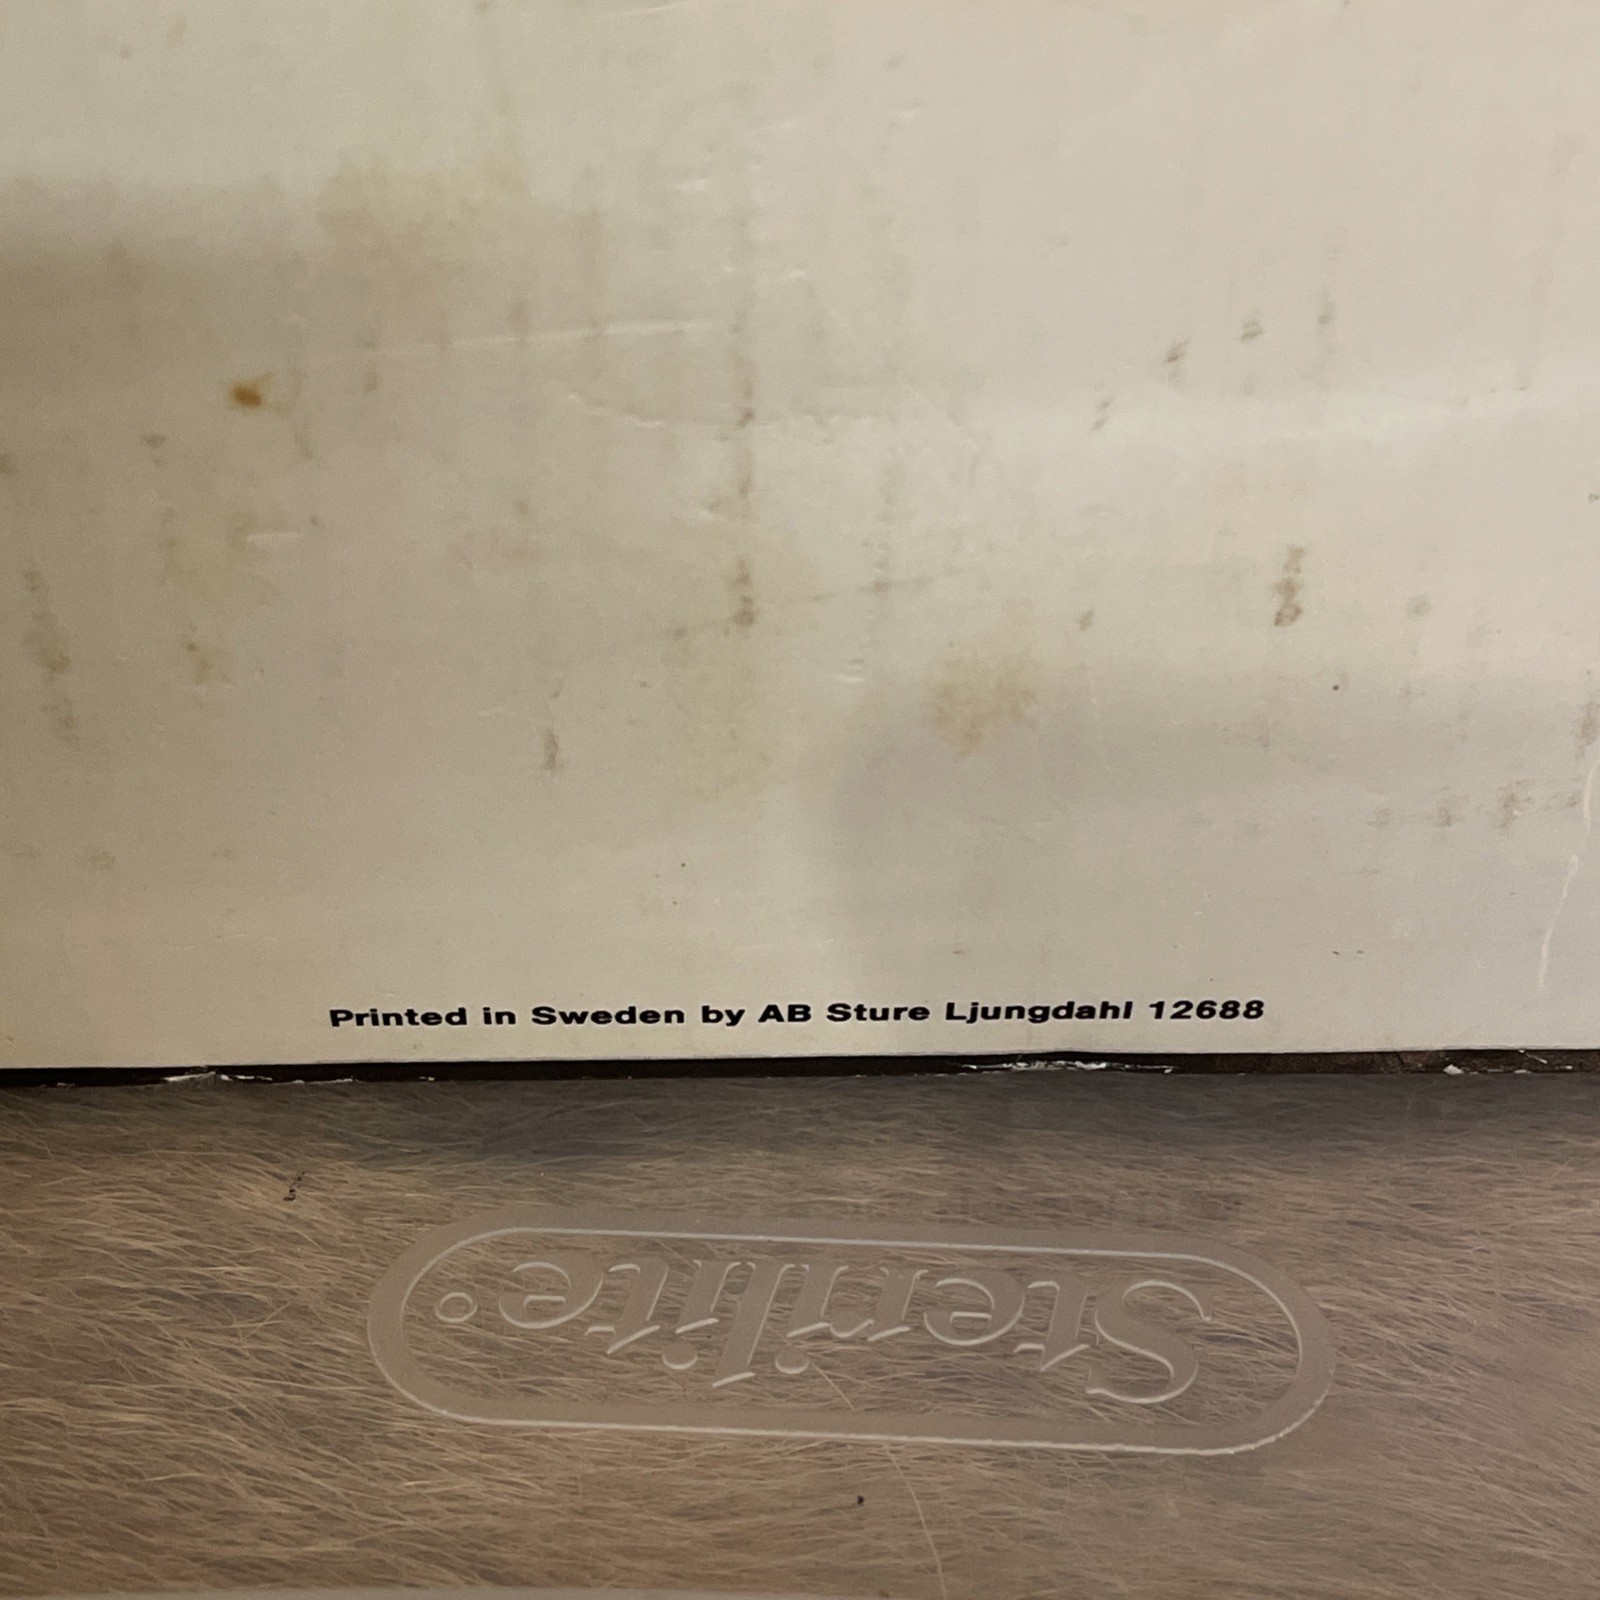 Printed in Sweden by AB Sture Ljungdahl 12688
Sterilite